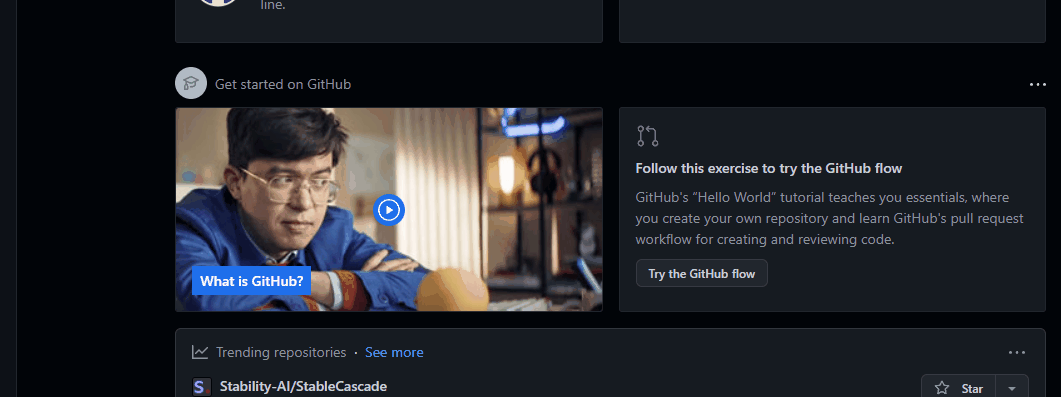 line.
Get started on GitHub
What is GitHub?
Follow this exercise to try the GitHub flow
GitHub's “Hello World” tutorial teaches you essentials, where
you create your own repository and learn GitHub's pull request
workflow for creating and reviewing code.
Try the GitHub flow
Trending repositories · See more
S Stability-AI/StableCascade
Star